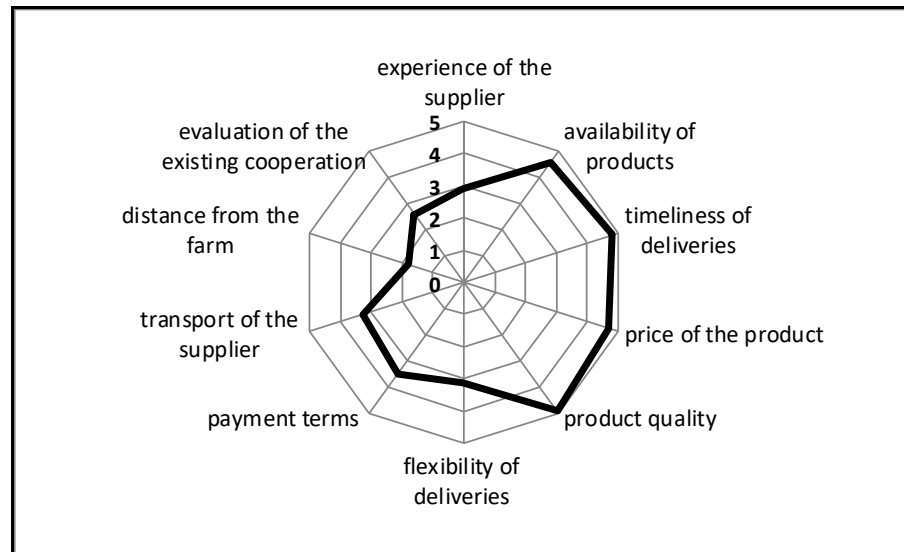 experience of the
supplier
availability of
products
timeliness of
deliveries
price of the product
product quality
flexibility of
deliveries
payment terms
transport of the
supplier
distance from the
farm
evaluation of the
existing cooperation
5
4
3
2
1
0